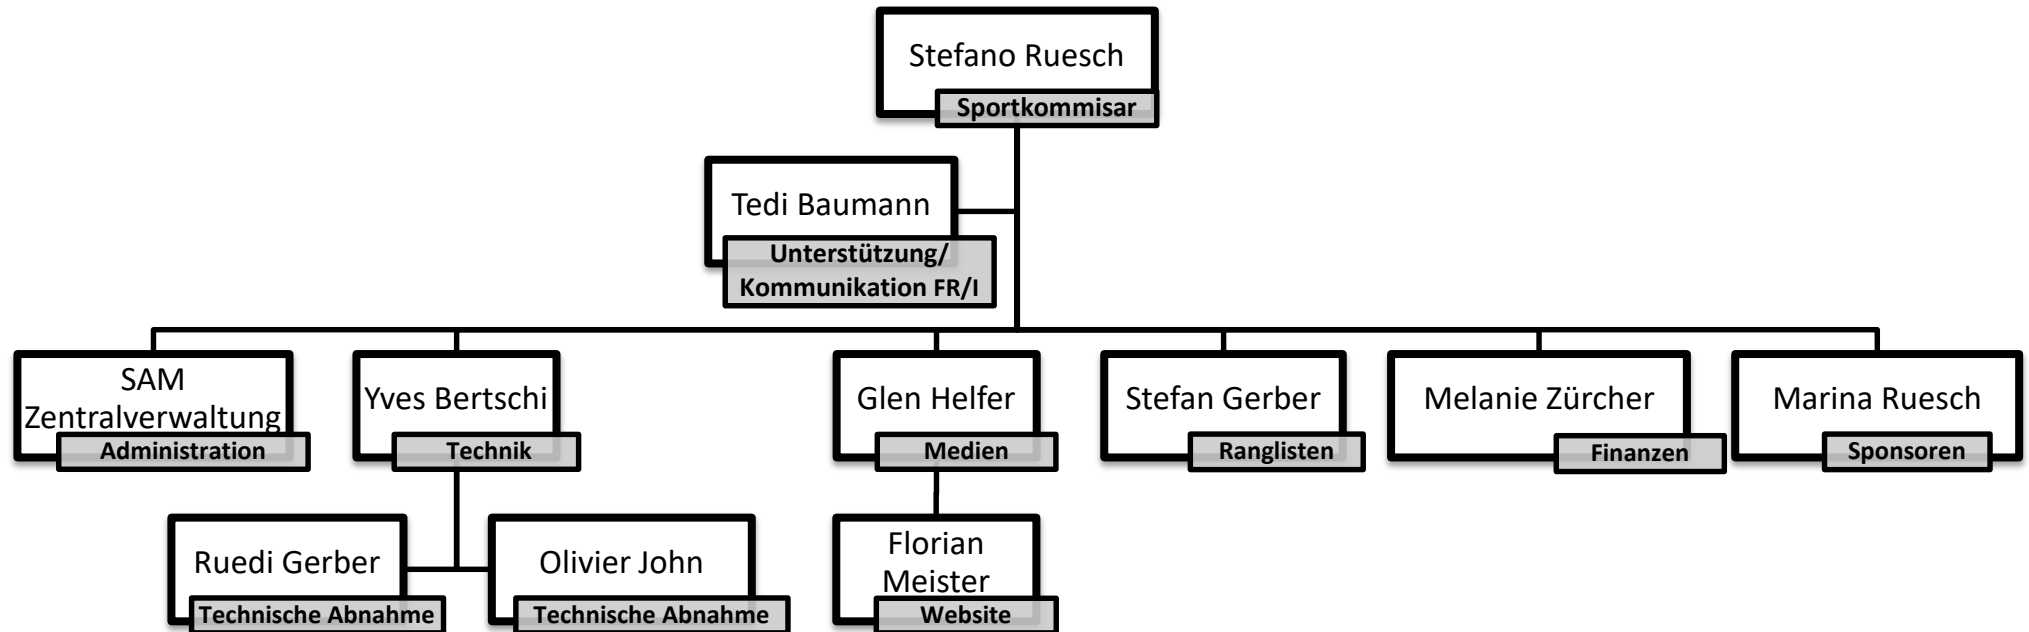 Stefano Ruesch
Sportkommisar
Tedi Baumann
Unterstützung/
Kommunikation FR/I
SAM
Zentralverwaltung
Administration
Yves Bertschi
Technik
Glen Helfer
Medien
Stefan Gerber
Ranglisten
Melanie Zürcher
Finanzen
Marina Ruesch
Sponsoren
Ruedi Gerber
Technische Abnahme
Olivier John
Technische Abnahme
Florian
Meister
Website